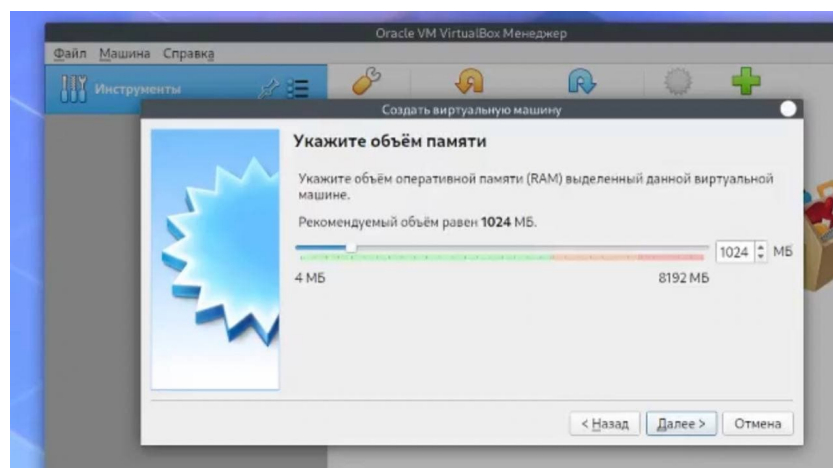 Oracle VM VirtualBox Менеджер
Файл Машина Справка
Инструменты
Создать виртуальную машину
Укажите объём памяти
Укажите объём оперативной памяти (RAM) выделенный данной виртуальной
машине.
Рекомендуемый объём равен 1024 МБ.
1024 МБ
4 МБ 8192 МБ
< Назад Далее > Отмена